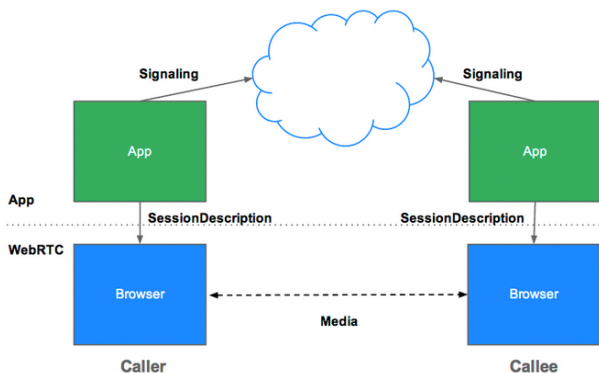 Signaling
Signaling
App
App
App
SessionDescription
SessionDescription
WebRTC
Browser
Browser
Media
Caller
Callee